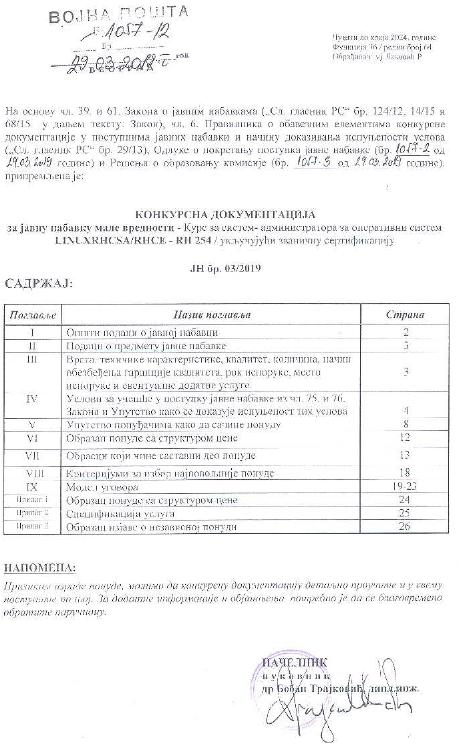 ВОЈНА ПОШТА
Бр. 1057-12
29.03.2019 год
Чувати до краја 2024. године
Функција 36 / редни број 64
Обрађивач:
На основу чл. 39. и 61. Закона о јавним набавкама („Сл. гласник РС“ бр. 124/12, 14/15 и
68/15 у даљем тексту: Закон), чл. 6. Правилника о обавезним елементима конкурсне
документације у поступцима јавних набавки и начину доказивања испуњености услова
(„Сл. гласник РС“ бр. 29/13), Одлуке о покретању поступка јавне набавке (бр. 1057-2 од
29.03.2019 године) и Решења о образовању комисије (бр. 1057-3 од 29.03.2019 године),
припремљена је:
КОНКУРСНА ДОКУМЕНТАЦИЈА
за јавну набавку мале вредности - Курс за систем- администратора за оперативни систем
LINUXRHCSA/RHCE - RH 254 / укључујући званичну сертификацију
ЈН бр. 03/2019
САДРЖАЈ:
Поглавље Назив поглавља Страна
I Општи подаци о јавној набавци 2
II Подаци о предмету јавне набавке 3
III Врста, техничке карактеристике, квалитет, количина, начин
обезбеђења гаранције квалитета, рок испоруке, место
испоруке и евентуалне додатне услуге 3
IV Услови за учешће у поступку јавне набавке из чл. 75. и 76.
Закона и Упутство како се доказује испуњеност тих услова 4
V Упутство понуђачима како да сачине понуду 8
VI Образац понуде са структуром цене 12
VII Обрасци који чине саставни део понуде 13
VIII Критеријуми за избор најповољније понуде 18
IX Модел уговора 19-23
Прилог 1 Образац понуде са структуром цене 24
Прилог 2 Спецификација услуга 25
Прилог 3 Образац изјаве о независној понуди 26
НАПОМЕНА:
Приликом израде понуде, молимо да конкурсну документацију детаљно проучите и у свему
поступите по њој. За додатне информације и објашњења потребно је да се благовремено
обратите наручиоцу.
НАЧЕЛНИК
пуковник
др Бобан Трајковић, дипл.инж.